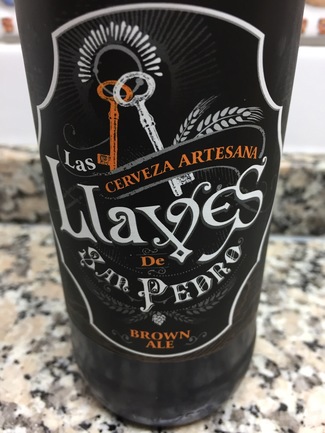 Las
CERVEZA ARTESANA
Llaves
De
San Pedro
BROWN
ALE